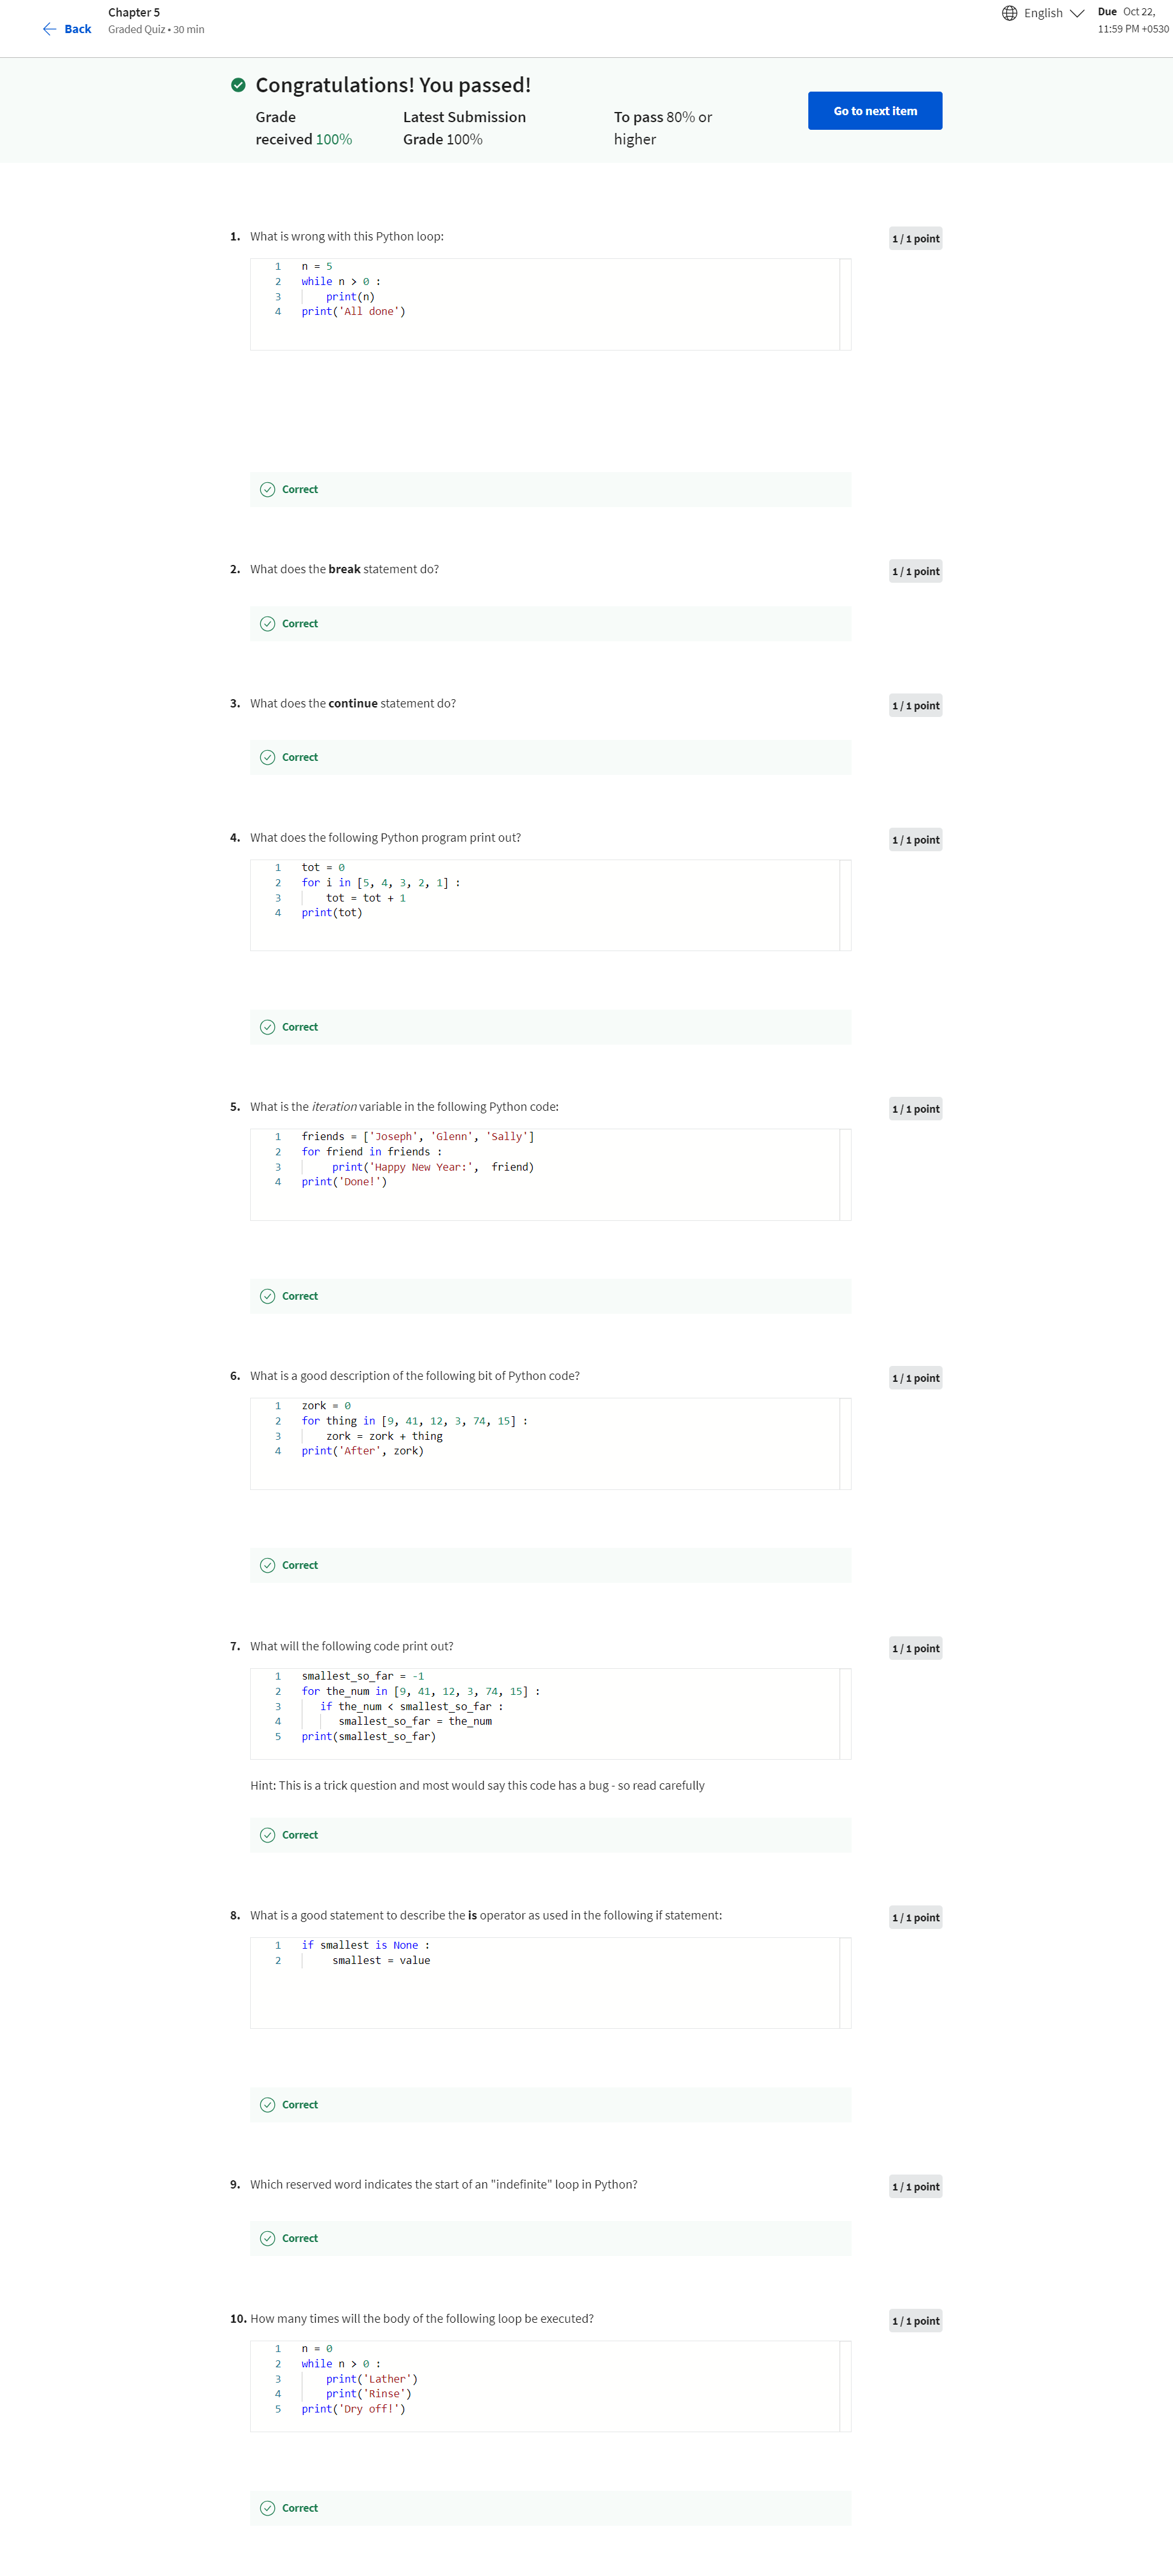 Back
Chapter 5
Graded Quiz • 30 min
English
Due Oct 22,
11:59 PM +0530
Congratulations! You passed!
Grade
received 100%
Latest Submission
Grade 100%
To pass 80% or
higher
Go to next item
1. What is wrong with this Python loop:
1 / 1 point
1 n = 5
2 while n > 0 :
3     print(n)
4 print('All done')
Correct
2. What does the break statement do?
1 / 1 point
Correct
3. What does the continue statement do?
1 / 1 point
Correct
4. What does the following Python program print out?
1 / 1 point
1 tot = 0
2 for i in [5, 4, 3, 2, 1] :
3     tot = tot + 1
4 print(tot)
Correct
5. What is the iteration variable in the following Python code:
1 / 1 point
1 friends = ['Joseph', 'Glenn', 'Sally']
2 for friend in friends :
3      print('Happy New Year:',  friend)
4 print('Done!')
Correct
6. What is a good description of the following bit of Python code?
1 / 1 point
1 zork = 0
2 for thing in [9, 41, 12, 3, 74, 15] :
3     zork = zork + thing
4 print('After', zork)
Correct
7. What will the following code print out?
1 / 1 point
1 smallest_so_far = -1
2 for the_num in [9, 41, 12, 3, 74, 15] :
3    if the_num < smallest_so_far :
4       smallest_so_far = the_num
5 print(smallest_so_far)
Hint: This is a trick question and most would say this code has a bug - so read carefully
Correct
8. What is a good statement to describe the is operator as used in the following if statement:
1 / 1 point
1 if smallest is None :
2      smallest = value
Correct
9. Which reserved word indicates the start of an "indefinite" loop in Python?
1 / 1 point
Correct
10. How many times will the body of the following loop be executed?
1 / 1 point
1 n = 0
2 while n > 0 :
3     print('Lather')
4     print('Rinse')
5 print('Dry off!')
Correct